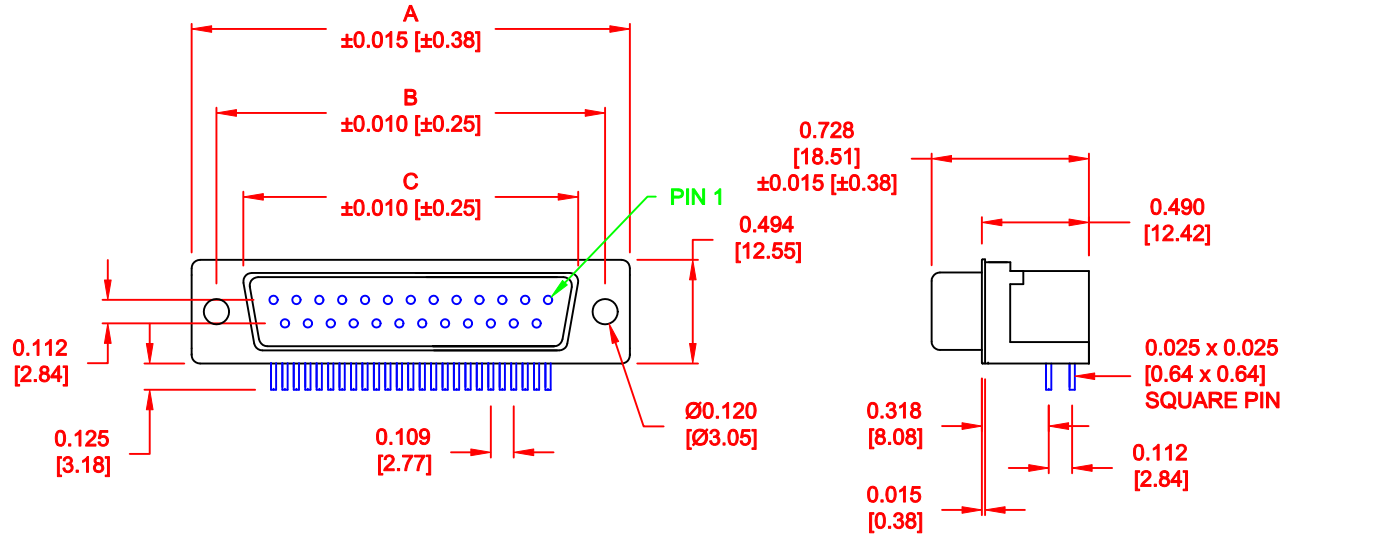 A
±0.015 [±0.38]
B
±0.010 [±0.25]
C
±0.010 [±0.25]
PIN 1
0.494
[12.55]
0.112
[2.84]
0.125
[3.18]
0.109
[2.77]
Ø0.120
[Ø3.05]
0.728
[18.51]
±0.015 [±0.38]
0.490
[12.42]
0.025 x 0.025
[0.64 x 0.64]
SQUARE PIN
0.318
[8.08]
0.112
[2.84]
0.015
[0.38]